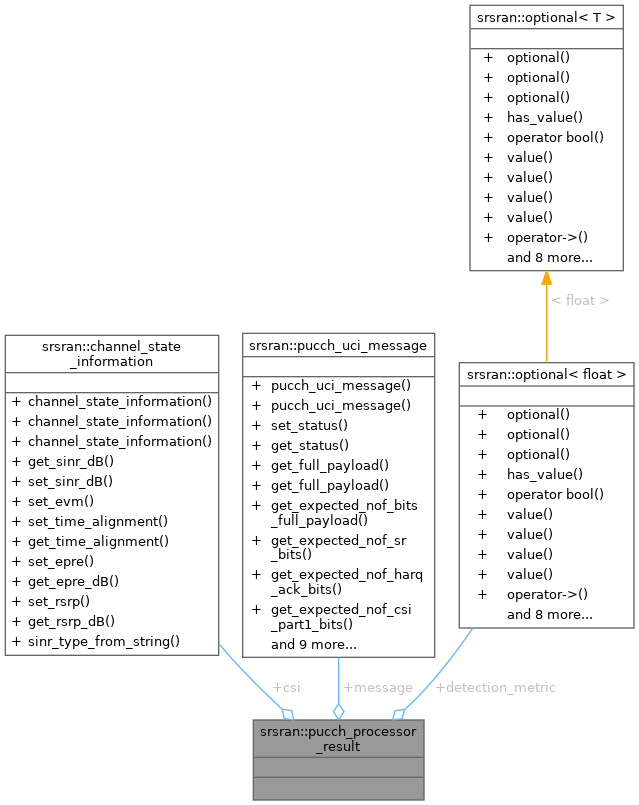 srsran::optional< T >
+ optional()
+ optional()
+ optional()
+ has_value()
+ operator bool()
+ value()
+ value()
+ value()
+ value()
+ operator->()
and 8 more...
< float >
srsran::channel_state
_information
+ channel_state_information()
+ channel_state_information()
+ channel_state_information()
+ get_sinr_dB()
+ set_sinr_dB()
+ set_evm()
+ set_time_alignment()
+ get_time_alignment()
+ set_epre()
+ get_epre_dB()
+ set_rsrp()
+ get_rsrp_dB()
+ sinr_type_from_string()
srsran::pucch_uci_message
+ pucch_uci_message()
+ pucch_uci_message()
+ set_status()
+ get_status()
+ get_full_payload()
+ get_full_payload()
+ get_expected_nof_bits
_full_payload()
+ get_expected_nof_sr
_bits()
+ get_expected_nof_harq
_ack_bits()
+ get_expected_nof_csi
_part1_bits()
and 9 more...
srsran::optional< float >
+ optional()
+ optional()
+ optional()
+ has_value()
+ operator bool()
+ value()
+ value()
+ value()
+ value()
+ operator->()
and 8 more...
+csi
+message
+detection_metric
srsran::pucch_processor
_result